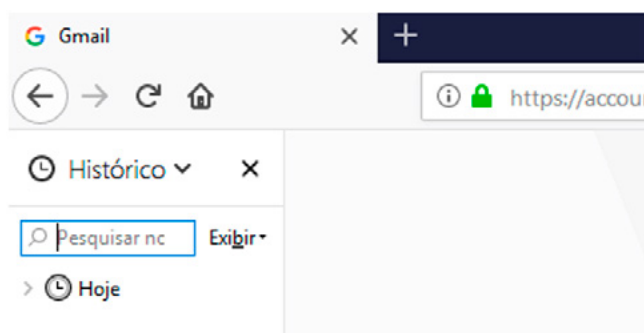 Gmail
https://accou
Histórico
Pesquisar nc
Exibir
Hoje